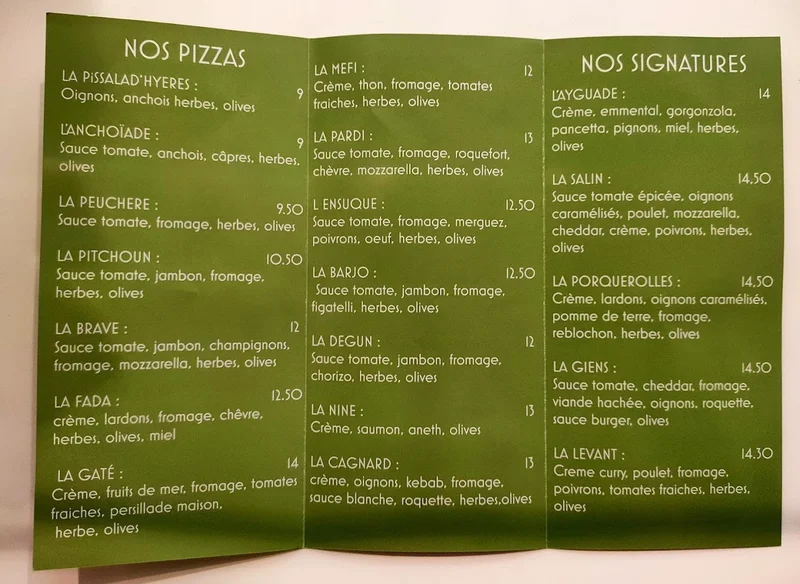 NOS PIZZAS
LA PiSSALAD'HYERES :
9
Oignons, anchois herbes, olives
L'ANCHOÏADE :
9
Sauce tomate, anchois, câpres, herbes,
olives
LA PEUCHERE :
9.50
Sauce tomate, fromage, herbes, olives
LA PITCHOUN :
10.50
Sauce tomate, jambon, fromage,
herbes, olives
LA BRAVE :
12
Sauce tomate, jambon, champignons,
fromage, mozzarella, herbes, olives
LA FADA :
12.50
crème, lardons, fromage, chêvre,
herbes, olives, miel
LA GATÉ :
14
Crème, fruits de mer, fromage, tomates
fraiches, persillade maison,
herbe, olives
LA MEFI :
12
Crème, thon, fromage, tomates
fraiches, herbes, olives
LA PARDI :
13
Sauce tomate, fromage, roquefort,
chèvre, mozzarella, herbes, olives
L ENSUQUE :
12.50
Sauce tomate, fromage, merguez,
poivrons, oeuf, herbes, olives
LA BARJO :
12.50
Sauce tomate, jambon, fromage,
figatelli, herbes, olives
LA DEGUN :
12
Sauce tomate, jambon, fromage,
chorizo, herbes, olives
LA NINE :
13
Crème, saumon, aneth, olives
LA CAGNARD :
13
crème, oignons, kebab, fromage,
sauce blanche, roquette, herbes,olives
NOS SIGNATURES
L'AYGUADE :
14
Crème, emmental, gorgonzola,
pancetta, pignons, miel, herbes,
olives
LA SALIN :
14,50
Sauce tomate épicée, oignons
caramélisés, poulet, mozzarella,
cheddar, crème, poivrons, herbes,
olives
LA PORQUEROLLES :
14,50
Crème, lardons, oignons caramélisés,
pomme de terre, fromage,
reblochon, herbes, olives
LA GIENS :
14.50
Sauce tomate, cheddar, fromage,
viande hachée, oignons, roquette,
sauce burger, olives
LA LEVANT :
14.30
Creme curry, poulet, fromage,
poivrons, tomates fraiches, herbes,
olives